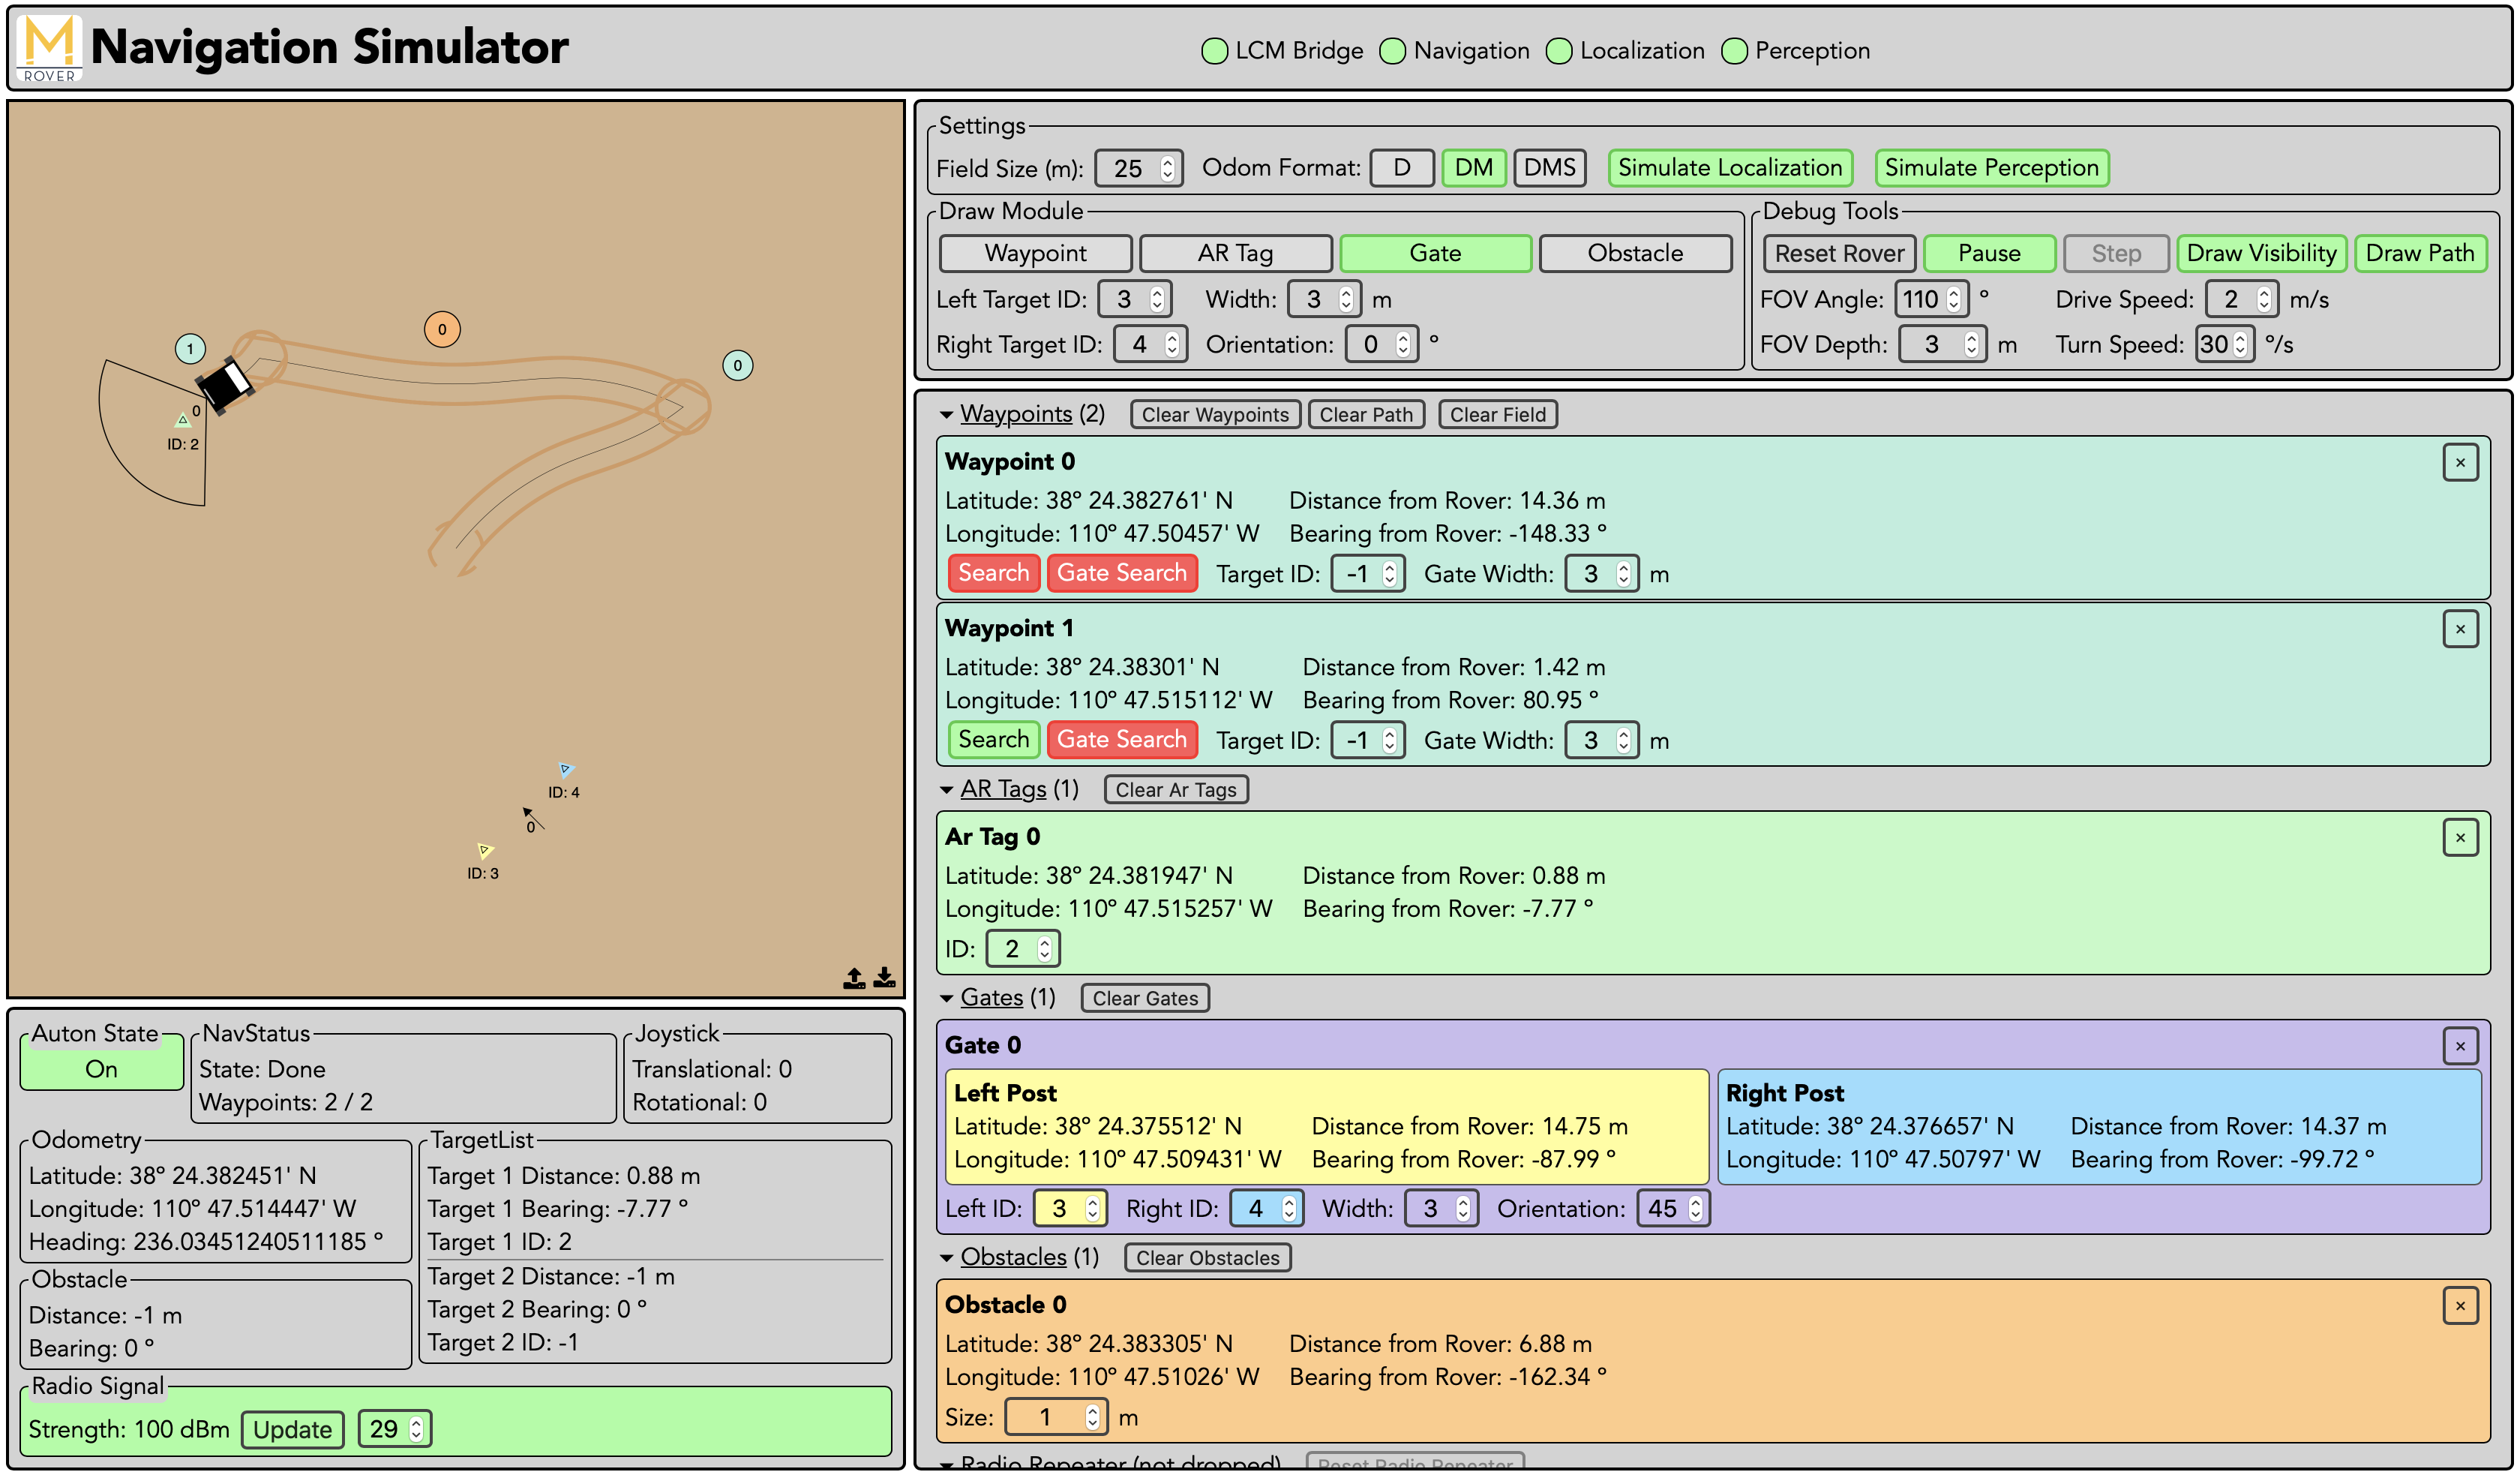 M
ROVER
Navigation Simulator
LCM Bridge Navigation Localization Perception
1
0
0
0
ID: 2
ID: 4
0
ID: 3
Settings
Field Size (m): 25 Odom Format: D DM DMS Simulate Localization Simulate Perception
Draw Module
Waypoint AR Tag Gate Obstacle
Left Target ID: 3 Width: 3 m
Right Target ID: 4 Orientation: 0 º
Debug Tools
Reset Rover Pause Step Draw Visibility Draw Path
FOV Angle: 110 º Drive Speed: 2 m/s
FOV Depth: 3 m Turn Speed: 30 º/s
Waypoints (2) Clear Waypoints Clear Path Clear Field
Waypoint 0 ×
Latitude: 38º 24.382761' N Distance from Rover: 14.36 m
Longitude: 110º 47.50457' W Bearing from Rover: -148.33 º
Search Gate Search Target ID: -1 Gate Width: 3 m
Waypoint 1 ×
Latitude: 38º 24.38301' N Distance from Rover: 1.42 m
Longitude: 110º 47.515112' W Bearing from Rover: 80.95 º
Search Gate Search Target ID: -1 Gate Width: 3 m
AR Tags (1) Clear Ar Tags
Ar Tag 0 ×
Latitude: 38º 24.381947' N Distance from Rover: 0.88 m
Longitude: 110º 47.515257' W Bearing from Rover: -7.77 º
ID: 2
Gates (1) Clear Gates
Gate 0 ×
Left Post
Latitude: 38º 24.375512' N Distance from Rover: 14.75 m
Longitude: 110º 47.509431' W Bearing from Rover: -87.99 º
Right Post
Latitude: 38º 24.376657' N Distance from Rover: 14.37 m
Longitude: 110º 47.50797' W Bearing from Rover: -99.72 º
Left ID: 3 Right ID: 4 Width: 3 Orientation: 45
Obstacles (1) Clear Obstacles
Obstacle 0 ×
Latitude: 38º 24.383305' N Distance from Rover: 6.88 m
Longitude: 110º 47.51026' W Bearing from Rover: -162.34 º
Size: 1 m
Radio Repeater (not dropped) Reset Radio Repeater
Auton State
On
NavStatus
State: Done
Waypoints: 2 / 2
Joystick
Translational: 0
Rotational: 0
Odometry
Latitude: 38º 24.382451' N
Longitude: 110º 47.514447' W
Heading: 236.03451240511185 º
TargetList
Target 1 Distance: 0.88 m
Target 1 Bearing: -7.77 º
Target 1 ID: 2
Target 2 Distance: -1 m
Target 2 Bearing: 0 º
Target 2 ID: -1
Obstacle
Distance: -1 m
Bearing: 0 º
Radio Signal
Strength: 100 dBm Update 29